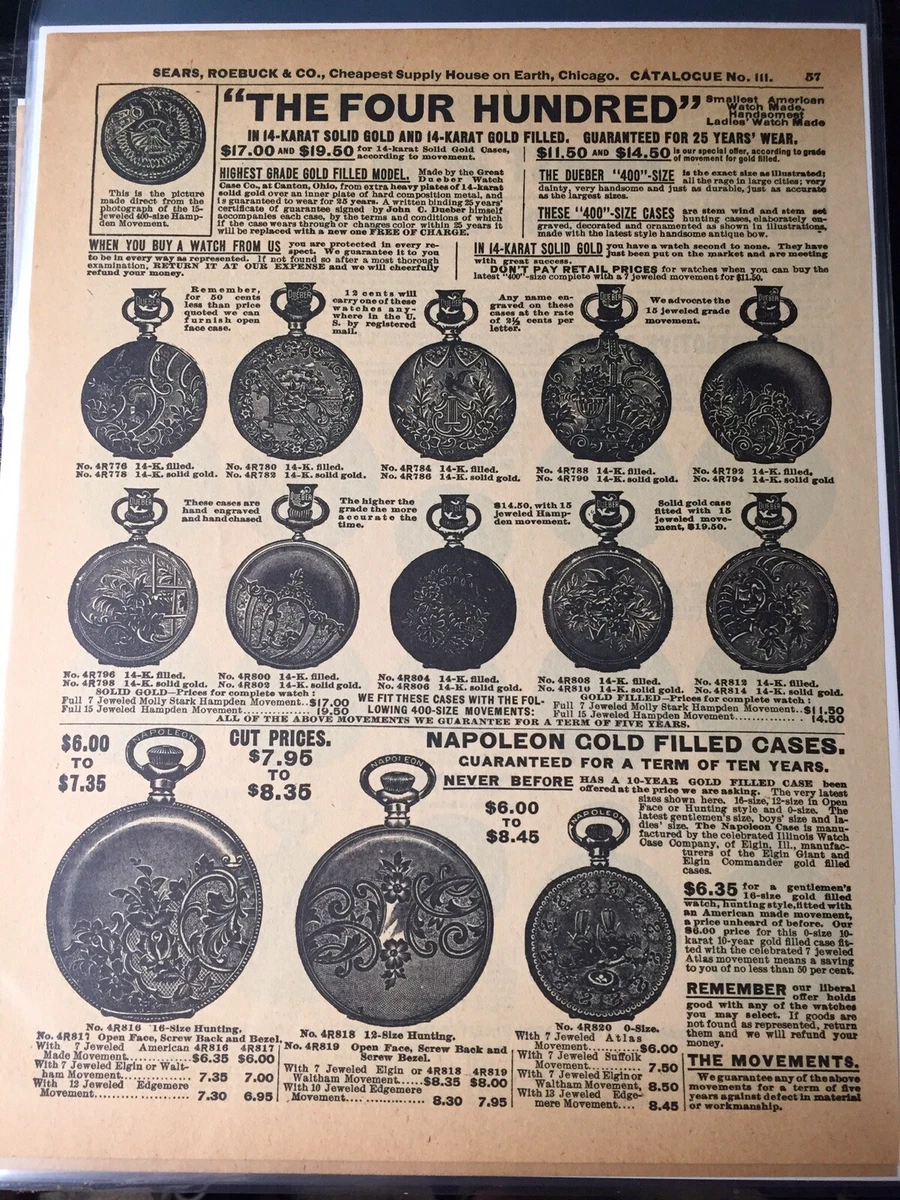 SEARS, ROEBUCK & CO., Cheapest Supply House on Earth, Chicago. CATALOGUE No. 111. 57
"THE FOUR HUNDRED"
Smallest American
Watch Made.
Handsomest
Ladies' Watch Made
IN 14-KARAT SOLID GOLD AND 14-KARAT GOLD FILLED. GUARANTEED FOR 25 YEARS' WEAR.
This is the picture
made direct from the
photograph of the 15-
jeweled 400-size Hamp-
den Movement.
$17.00 AND $19.50 for 14-karat Solid Gold Cases,
according to movement.
HIGHEST GRADE GOLD FILLED MODEL. Made by the Great
Dueber Watch
Case Co., at Canton, Ohio, from extra heavy plates of 14-karat
solid gold over an inner plate of hard composition metal, and
is guaranteed to wear for 25 years. A written binding 25 years'
certificate of guarantee signed by John C. Dueber himself
accompanies each case, by the terms and conditions of which
if the case wears through or changes color within 25 years it
will be replaced with a new one FREE OF CHARGE.
$11.50 AND $14.50 is our special offer, according to grade
of movement for gold filled.
THE DUEBER "400"-SIZE is the exact size as illustrated;
all the rage in large cities; very
dainty, very handsome and just as durable, just as accurate
as the largest sizes.
THESE "400"-SIZE CASES are stem wind and stem set
hunting cases, elaborately en-
graved, decorated and ornamented as shown in illustrations,
made with the latest style handsome antique bow.
WHEN YOU BUY A WATCH FROM US you are protected in every re-
spect. We guarantee it to you
to be in every way as represented. If not found so after a most thorough
examination, RETURN IT AT OUR EXPENSE and we will cheerfully
refund your money.
IN 14-KARAT SOLID GOLD you have a watch second to none. They have
just been put on the market and are meeting
with great success.
DON'T PAY RETAIL PRICES for watches when you can buy the
latest "400"-size complete with a 7 jeweled movement for $11.50.
Remember,
for 50 cents
less than price
quoted we can
furnish open
face case.
12 cents will
carry one of these
watches any-
where in the U.
S. by registered
mail.
Any name en-
graved on these
cases at the rate
of 2½ cents per
letter.
We advocate the
15 jeweled grade
movement.
DUEBER
DUEBER
DUEBER
DUEBER
DUEBER
No. 4R776 14-K. filled.
No. 4R778 14-K. solid gold.
No. 4R780 14-K. filled.
No. 4R782 14-K. solid gold.
No. 4R784 14-K. filled.
No. 4R786 14-K. solid gold.
No. 4R788 14-K. filled.
No. 4R790 14-K. solid gold.
No. 4R792 14-K. filled.
No. 4R794 14-K. solid gold
These cases are
hand engraved
and hand chased
The higher the
grade the more
accurate the
time.
$14.50, with 15
jeweled Hamp-
den movement.
Solid gold case
fitted with 15
jeweled move-
ment, $19.50.
DUEBER
DUEBER
DUEBER
DUEBER
DUEBER
No. 4R796 14-K. filled.
No. 4R798 14-K. solid gold.
No. 4R800 14-K. filled.
No. 4R802 14-K. solid gold.
No. 4R804 14-K. filled.
No. 4R806 14-K. solid gold.
No. 4R808 14-K. filled.
No. 4R810 14-K. solid gold.
No. 4R812 14-K. filled.
No. 4R814 14-K. solid gold.
SOLID GOLD—Prices for complete watch:
Full 7 Jeweled Molly Stark Hampden Movement..$17.00
Full 15 Jeweled Hampden Movement............ 19.50
WE FIT THESE CASES WITH THE FOL-
LOWING 400-SIZE MOVEMENTS:
GOLD FILLED—Prices for complete watch:
Full 7 Jeweled Molly Stark Hampden Movement..$11.50
Full 15 Jeweled Hampden Movement.............. 14.50
ALL OF THE ABOVE MOVEMENTS WE GUARANTEE FOR A TERM OF FIVE YEARS.
$6.00
TO
$7.35
CUT PRICES.
$7.95
TO
$8.35
NAPOLEON GOLD FILLED CASES.
GUARANTEED FOR A TERM OF TEN YEARS.
NAPOLEON
NAPOLEON
NAPOLEON
$6.00
TO
$8.45
NEVER BEFORE HAS A 10-YEAR GOLD FILLED CASE been
offered at the price we are asking. The very latest
sizes shown here. 16-size, 12-size in Open
Face or Hunting style and 0-size. The
latest gentlemen's size, boys' size and la-
dies' size. The Napoleon Case is manu-
factured by the celebrated Illinois Watch
Case Company, of Elgin, Ill., manufac-
turers of the Elgin Giant and
Elgin Commander gold filled
cases.
$6.35 for a gentlemen's
16-size gold filled
watch, hunting style, fitted with
an American made movement,
a price unheard of before. Our
$6.00 price for this 0-size 10-
karat 10-year gold filled case fit-
ted with the celebrated 7 jeweled
Atlas movement means a saving
to you of no less than 50 per cent.
REMEMBER our liberal
offer holds
good with any of the watches
you may select. If goods are
not found as represented, return
them and we will refund your
money.
THE MOVEMENTS.
We guarantee any of the above
movements for a term of five
years against defect in material
or workmanship.
No. 4R816 16-Size Hunting.
No. 4R817 Open Face, Screw Back and Bezel.
With 7 Jeweled American 4R816 4R817
Made Movement..........$6.35 $6.00
With 7 Jeweled Elgin or Walt-
ham Movement............ 7.35 7.00
With 12 Jeweled Edgemere
Movement................ 7.30 6.95
No. 4R818 12-Size Hunting.
No. 4R819 Open Face, Screw Back and
Screw Bezel.
With 7 Jeweled Elgin or 4R818 4R819
Waltham Movement.....$8.35 $8.00
With 10 Jeweled Edgemere
Movement.............. 8.30 7.95
No. 4R820 0-Size.
With 7 Jeweled Atlas
Movement...........$6.00
With 7 Jeweled Suffolk
Movement........... 7.50
With 7 Jeweled Elgin or
Waltham Movement, 8.50
With 13 Jeweled Edge-
mere Movement.... 8.45